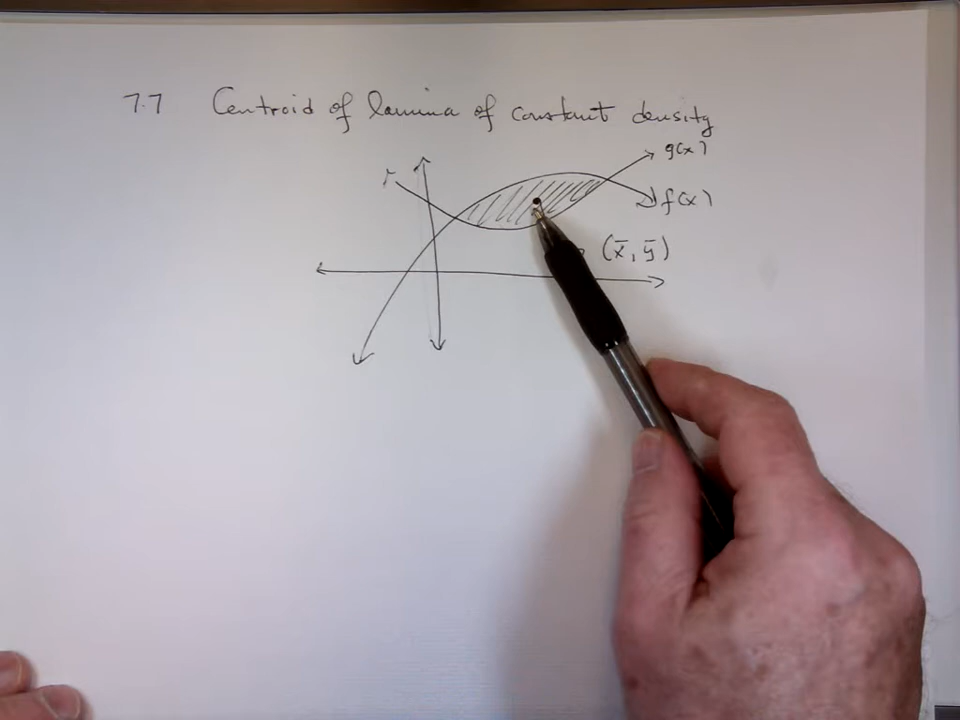 7.7 Centroid of lamina of constant density
g(x)
f(x)
(x̄, ȳ)